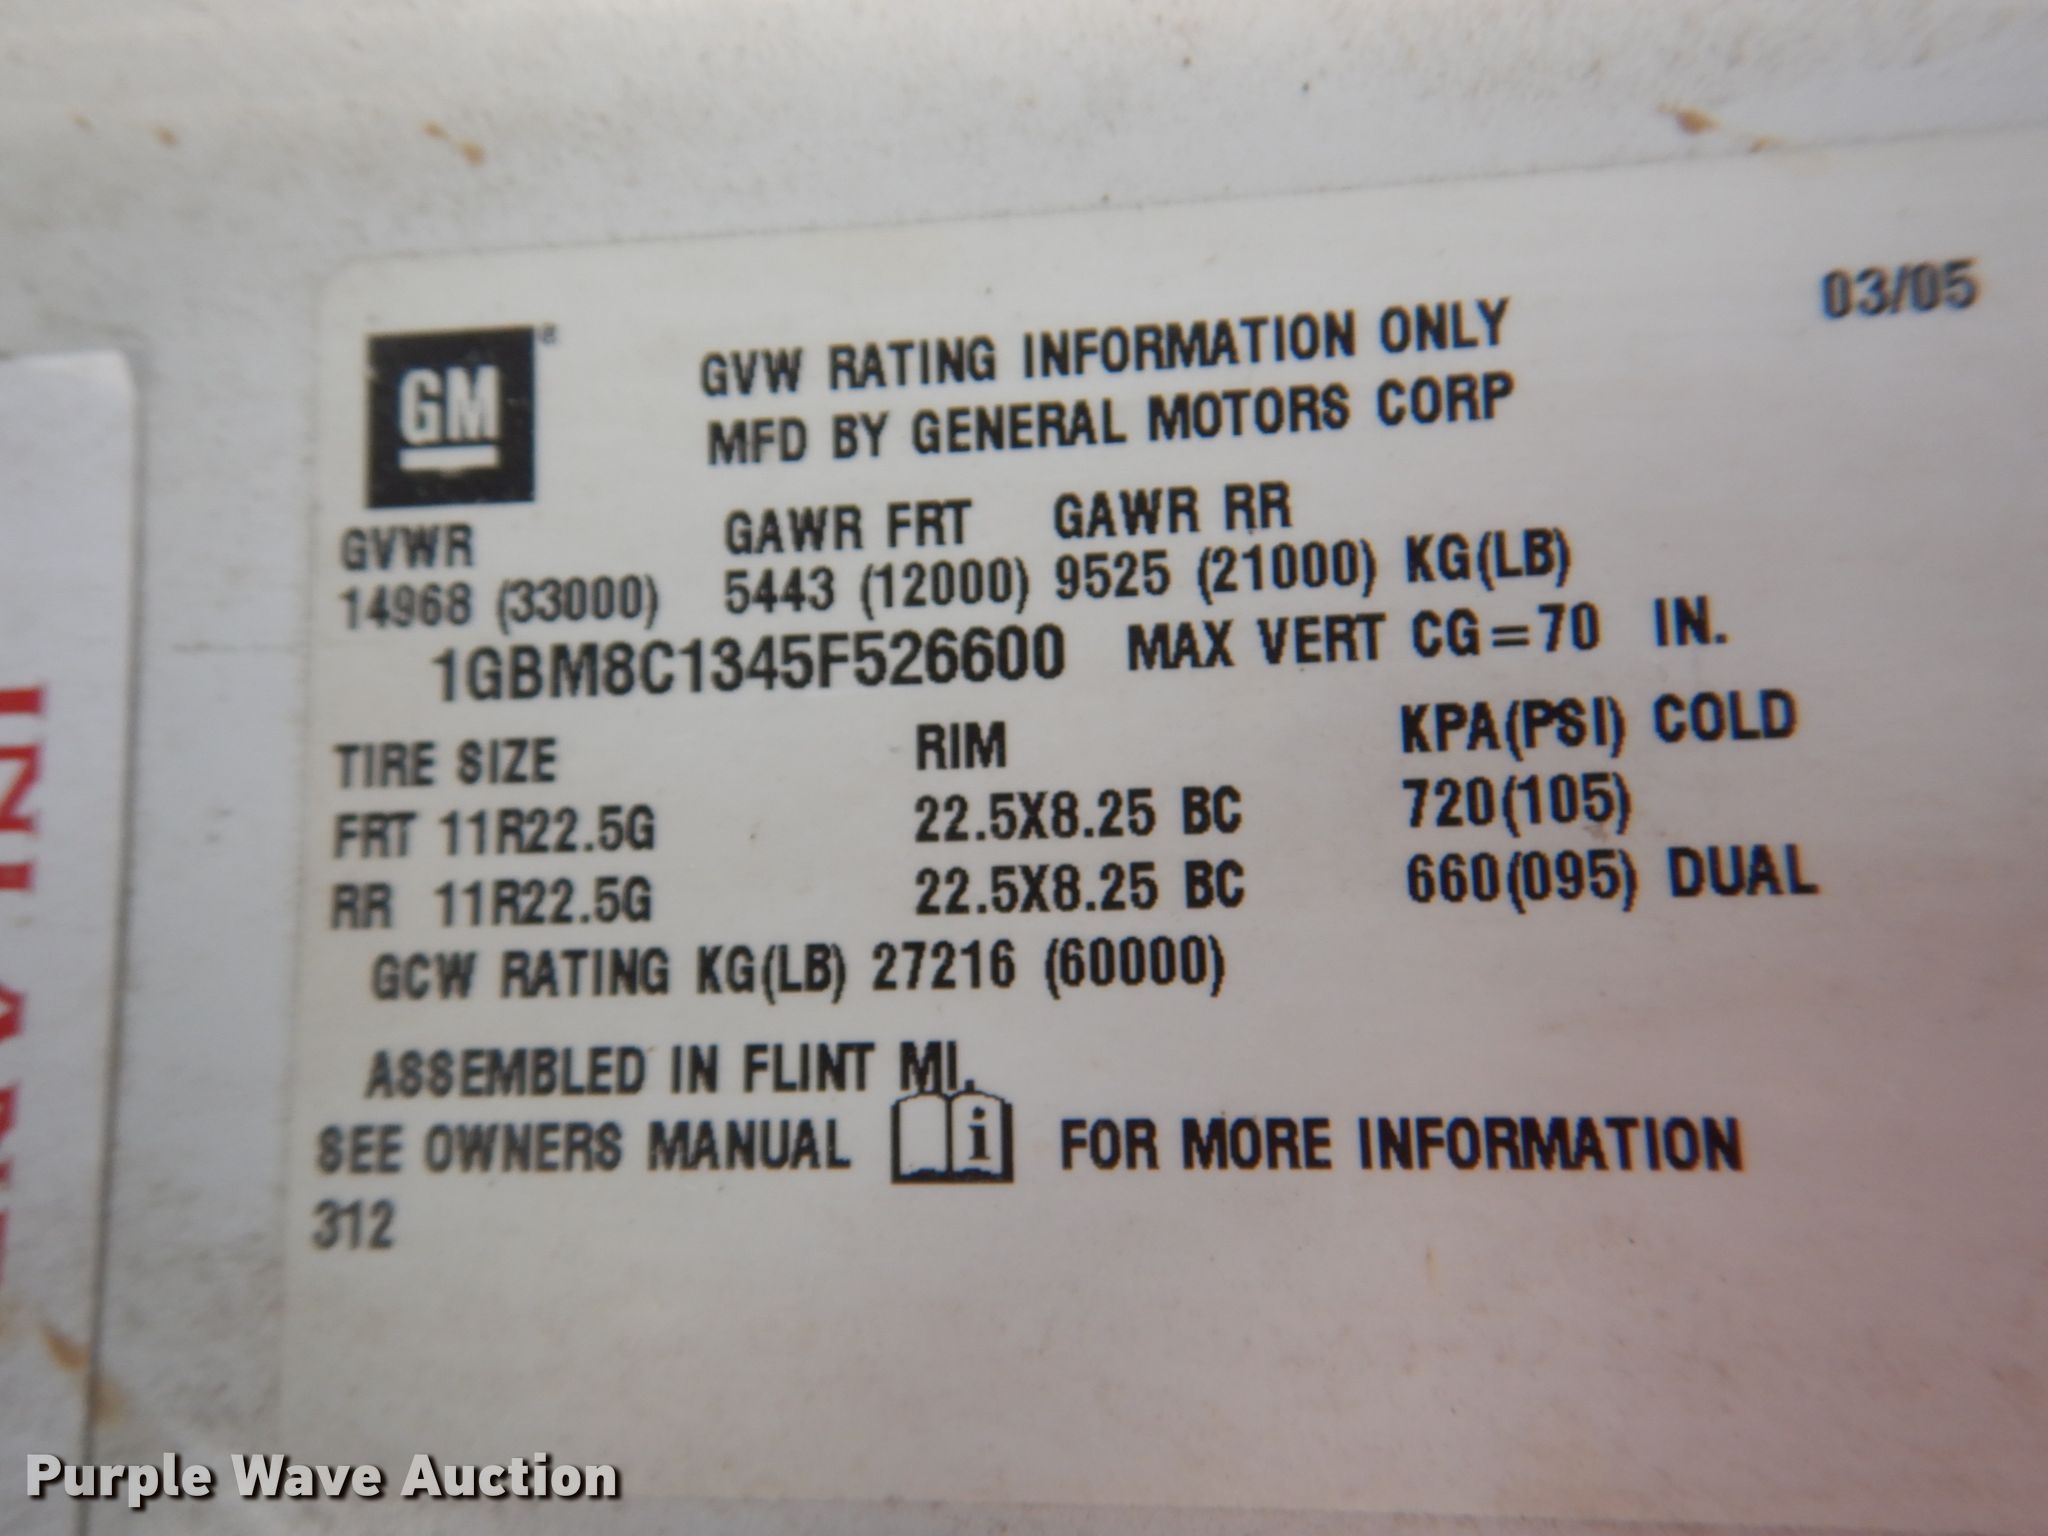 03/05
GM
GVW RATING INFORMATION ONLY
MFD BY GENERAL MOTORS CORP
GVWR GAWR FRT GAWR RR
14968 (33000) 5443 (12000) 9525 (21000) KG(LB)
1GBM8C1345F526600 MAX VERT CG=70 IN.
TIRE SIZE RIM KPA(PSI) COLD
FRT 11R22.5G 22.5X8.25 BC 720(105)
RR 11R22.5G 22.5X8.25 BC 660(095) DUAL
GCW RATING KG(LB) 27216 (60000)
ASSEMBLED IN FLINT MI.
SEE OWNERS MANUAL i FOR MORE INFORMATION
312
Purple Wave Auction